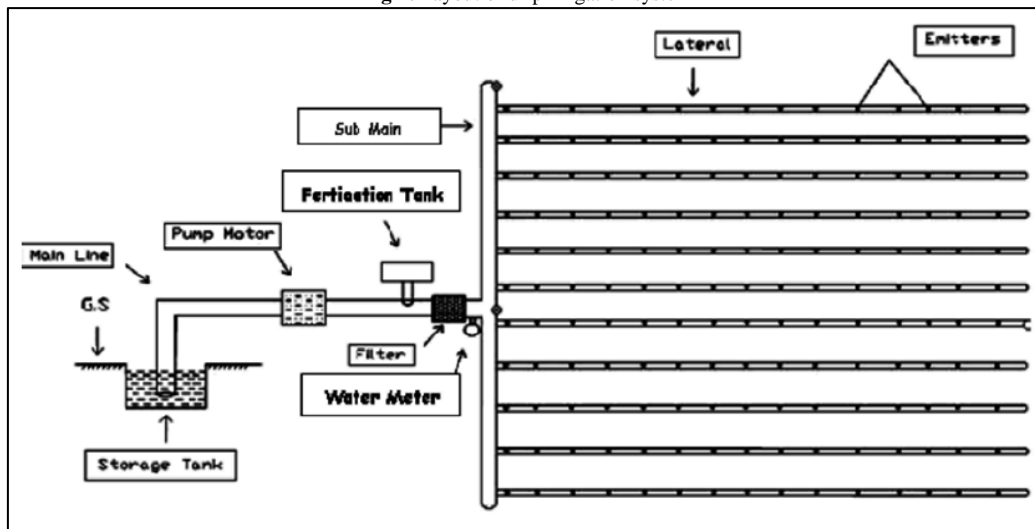 Lateral
Emitters
Sub Main
Fertigation Tank
Pump Motor
Main Line
G.S
Filter
Water Meter
Storage Tank